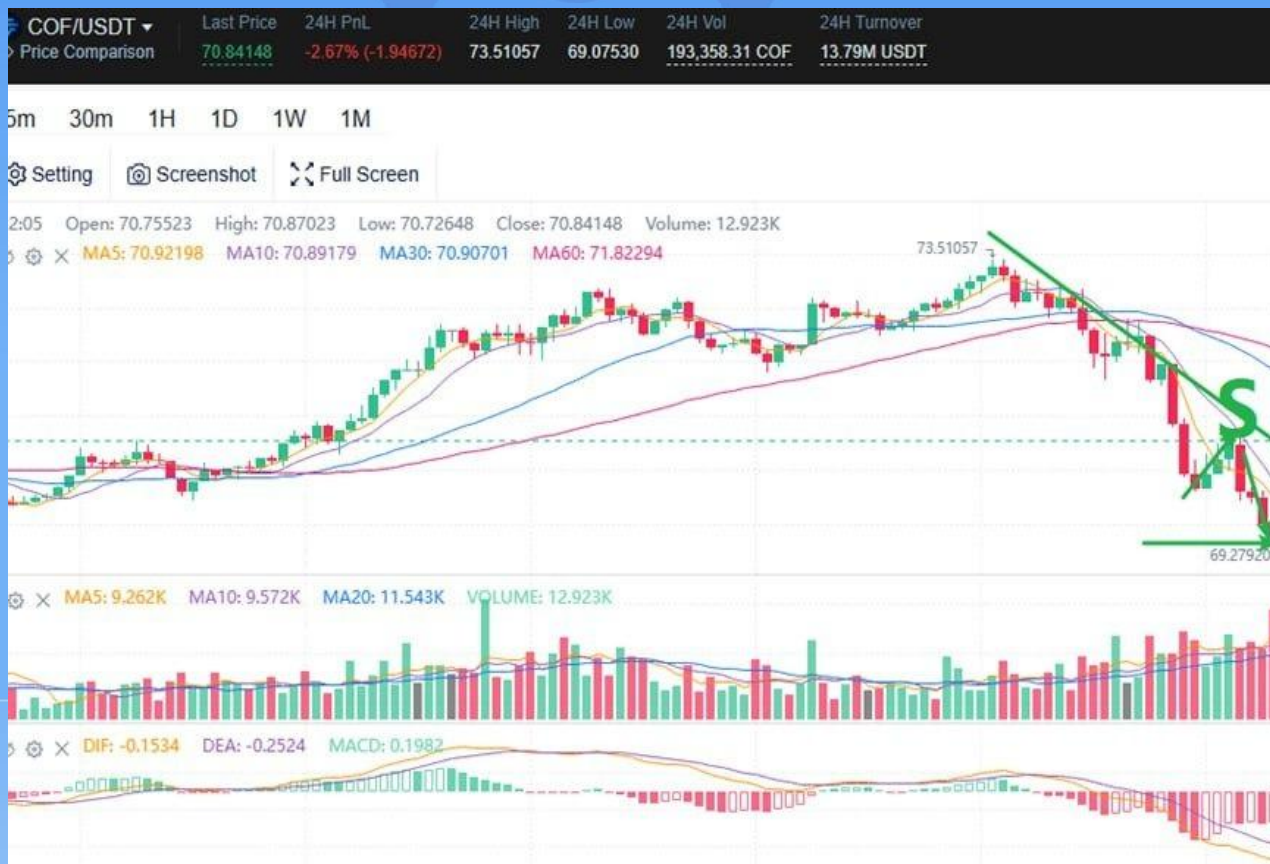 COF/USDT Last Price 24H PnL 24H High 24H Low 24H Vol 24H Turnover
Price Comparison 70.84148 -2.67% (-1.94672) 73.51057 69.07530 193,358.31 COF 13.79M USDT
5m 30m 1H 1D 1W 1M
Setting Screenshot Full Screen
2:05 Open: 70.75523 High: 70.87023 Low: 70.72648 Close: 70.84148 Volume: 12.923K
MA5: 70.92198 MA10: 70.89179 MA30: 70.90701 MA60: 71.82294
73.51057
S
69.27920
MA5: 9.262K MA10: 9.572K MA20: 11.543K VOLUME: 12.923K
DIF: -0.1534 DEA: -0.2524 MACD: 0.1982